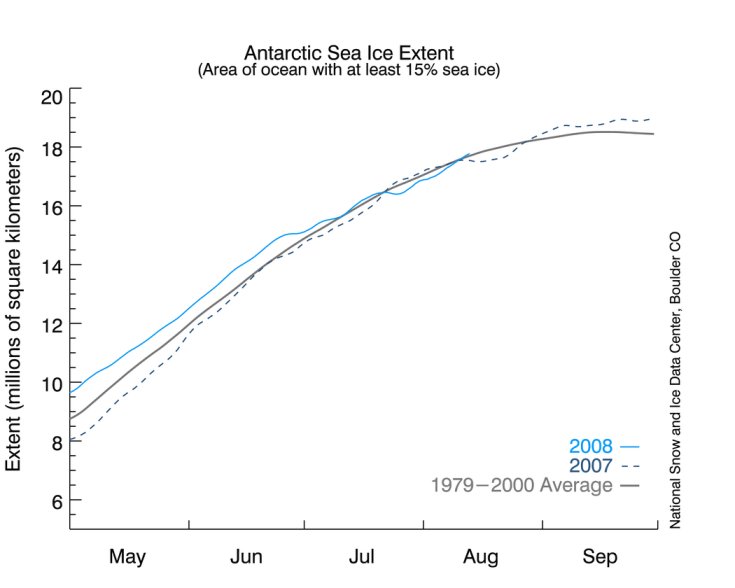 Antarctic Sea Ice Extent
(Area of ocean with at least 15% sea ice)
Extent (millions of square kilometers)
20
18
16
14
12
10
8
6
May Jun Jul Aug Sep
2008
2007
1979−2000 Average
National Snow and Ice Data Center, Boulder CO